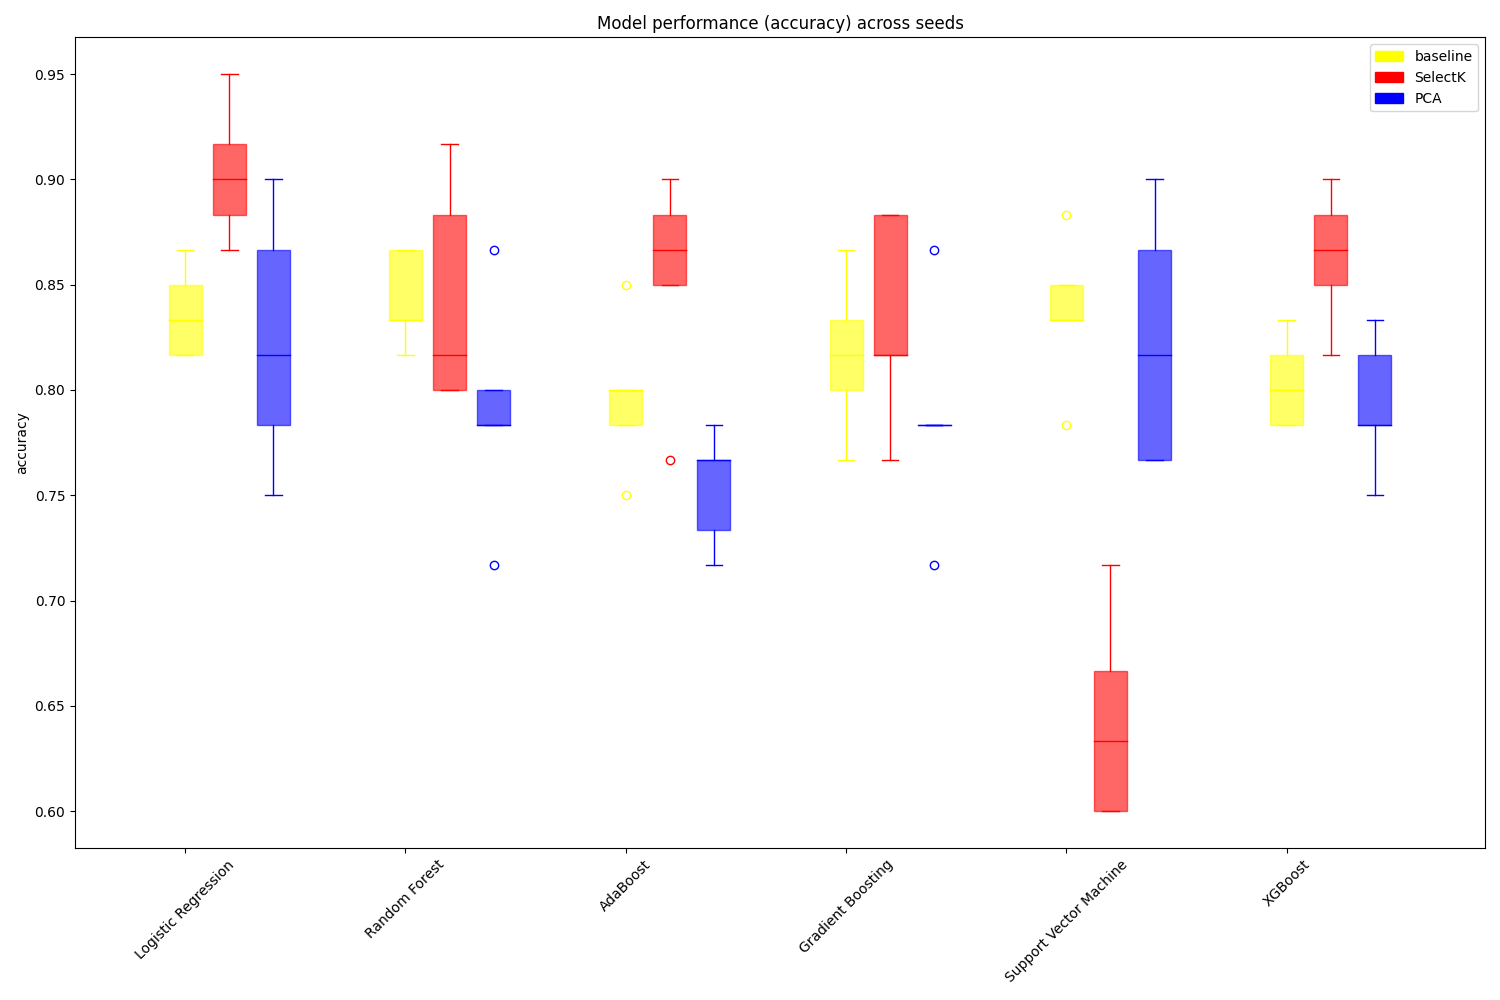 Model performance (accuracy) across seeds
baseline
SelectK
PCA
accuracy
0.95
0.90
0.85
0.80
0.75
0.70
0.65
0.60
Logistic Regression
Random Forest
AdaBoost
Gradient Boosting
Support Vector Machine
XGBoost